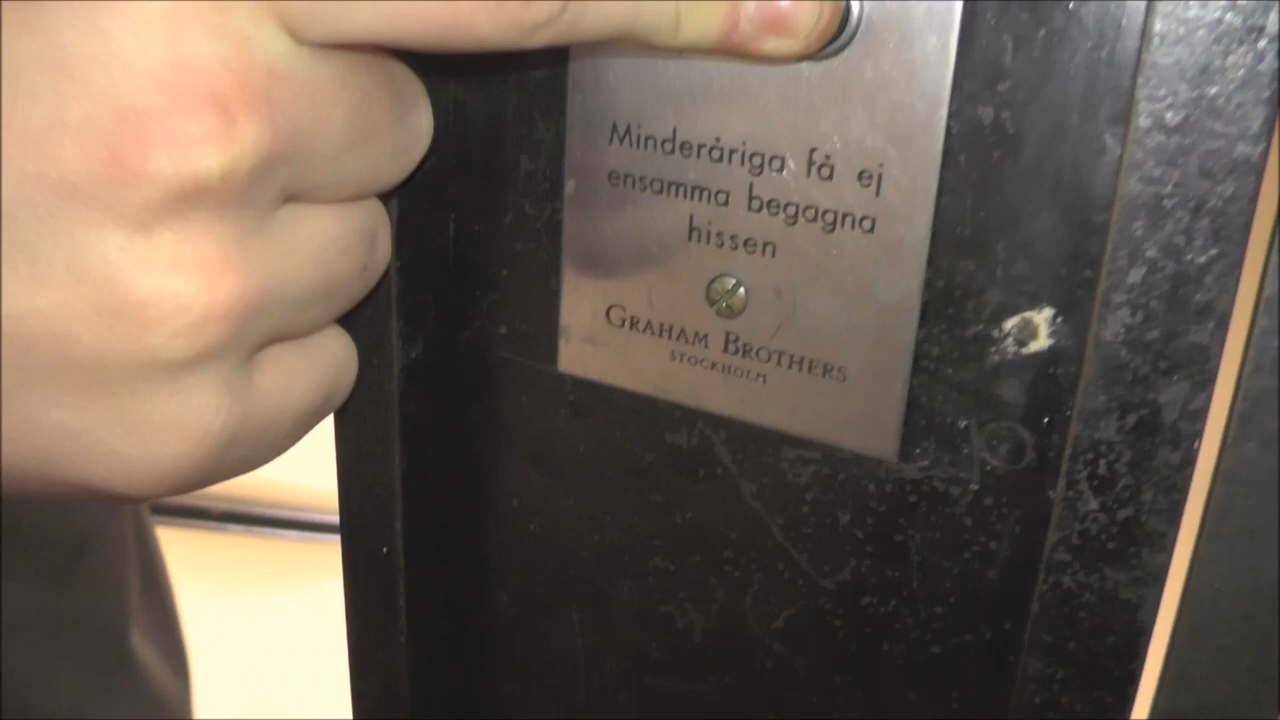 Minderåriga få ej
ensamma begagna
hissen
GRAHAM BROTHERS
STOCKHOLM